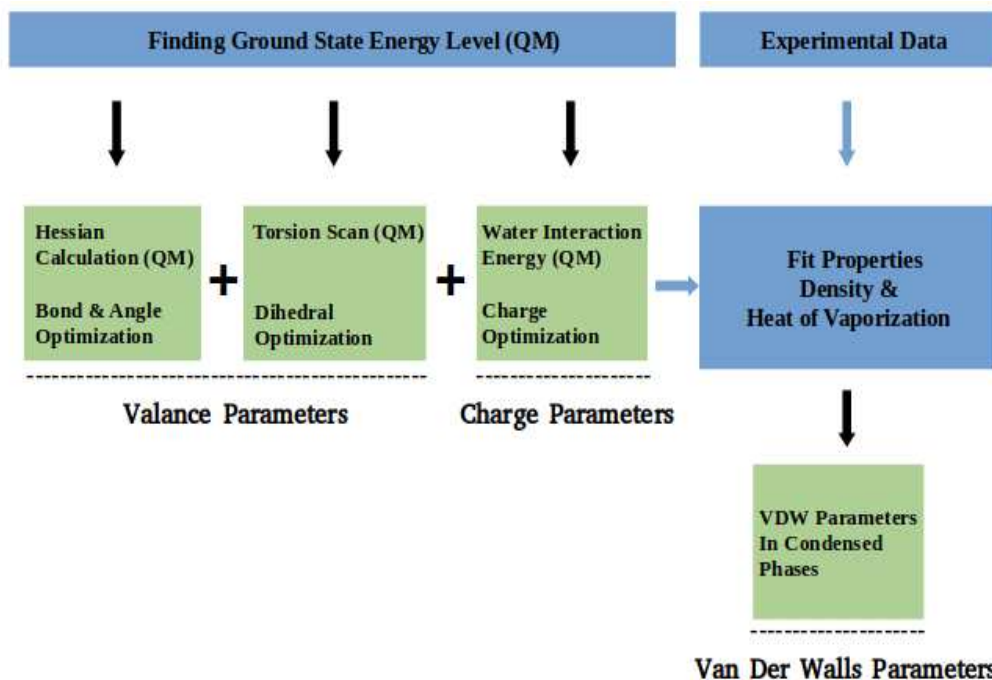 Finding Ground State Energy Level (QM)
Experimental Data
Hessian
Calculation (QM)
Bond & Angle
Optimization
+
Torsion Scan (QM)
Dihedral
Optimization
+
Water Interaction
Energy (QM)
Charge
Optimization
Fit Properties
Density &
Heat of Vaporization
Valance Parameters
Charge Parameters
VDW Parameters
In Condensed
Phases
Van Der Walls Parameters